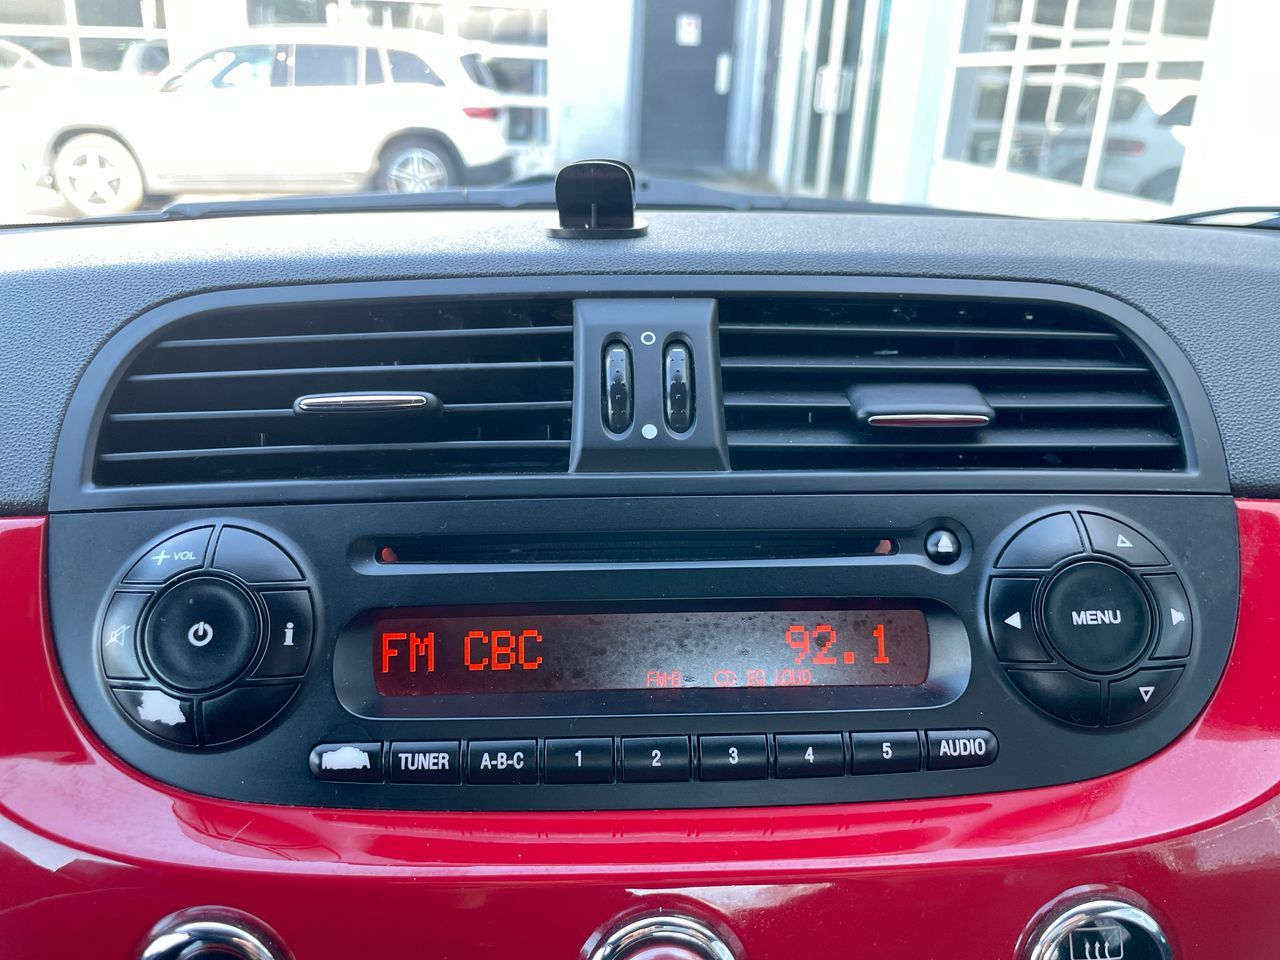 + VOL
i
MENU
FM CBC 92.1
FM-B CD EQ LOUD
TUNER A-B-C 1 2 3 4 5 AUDIO